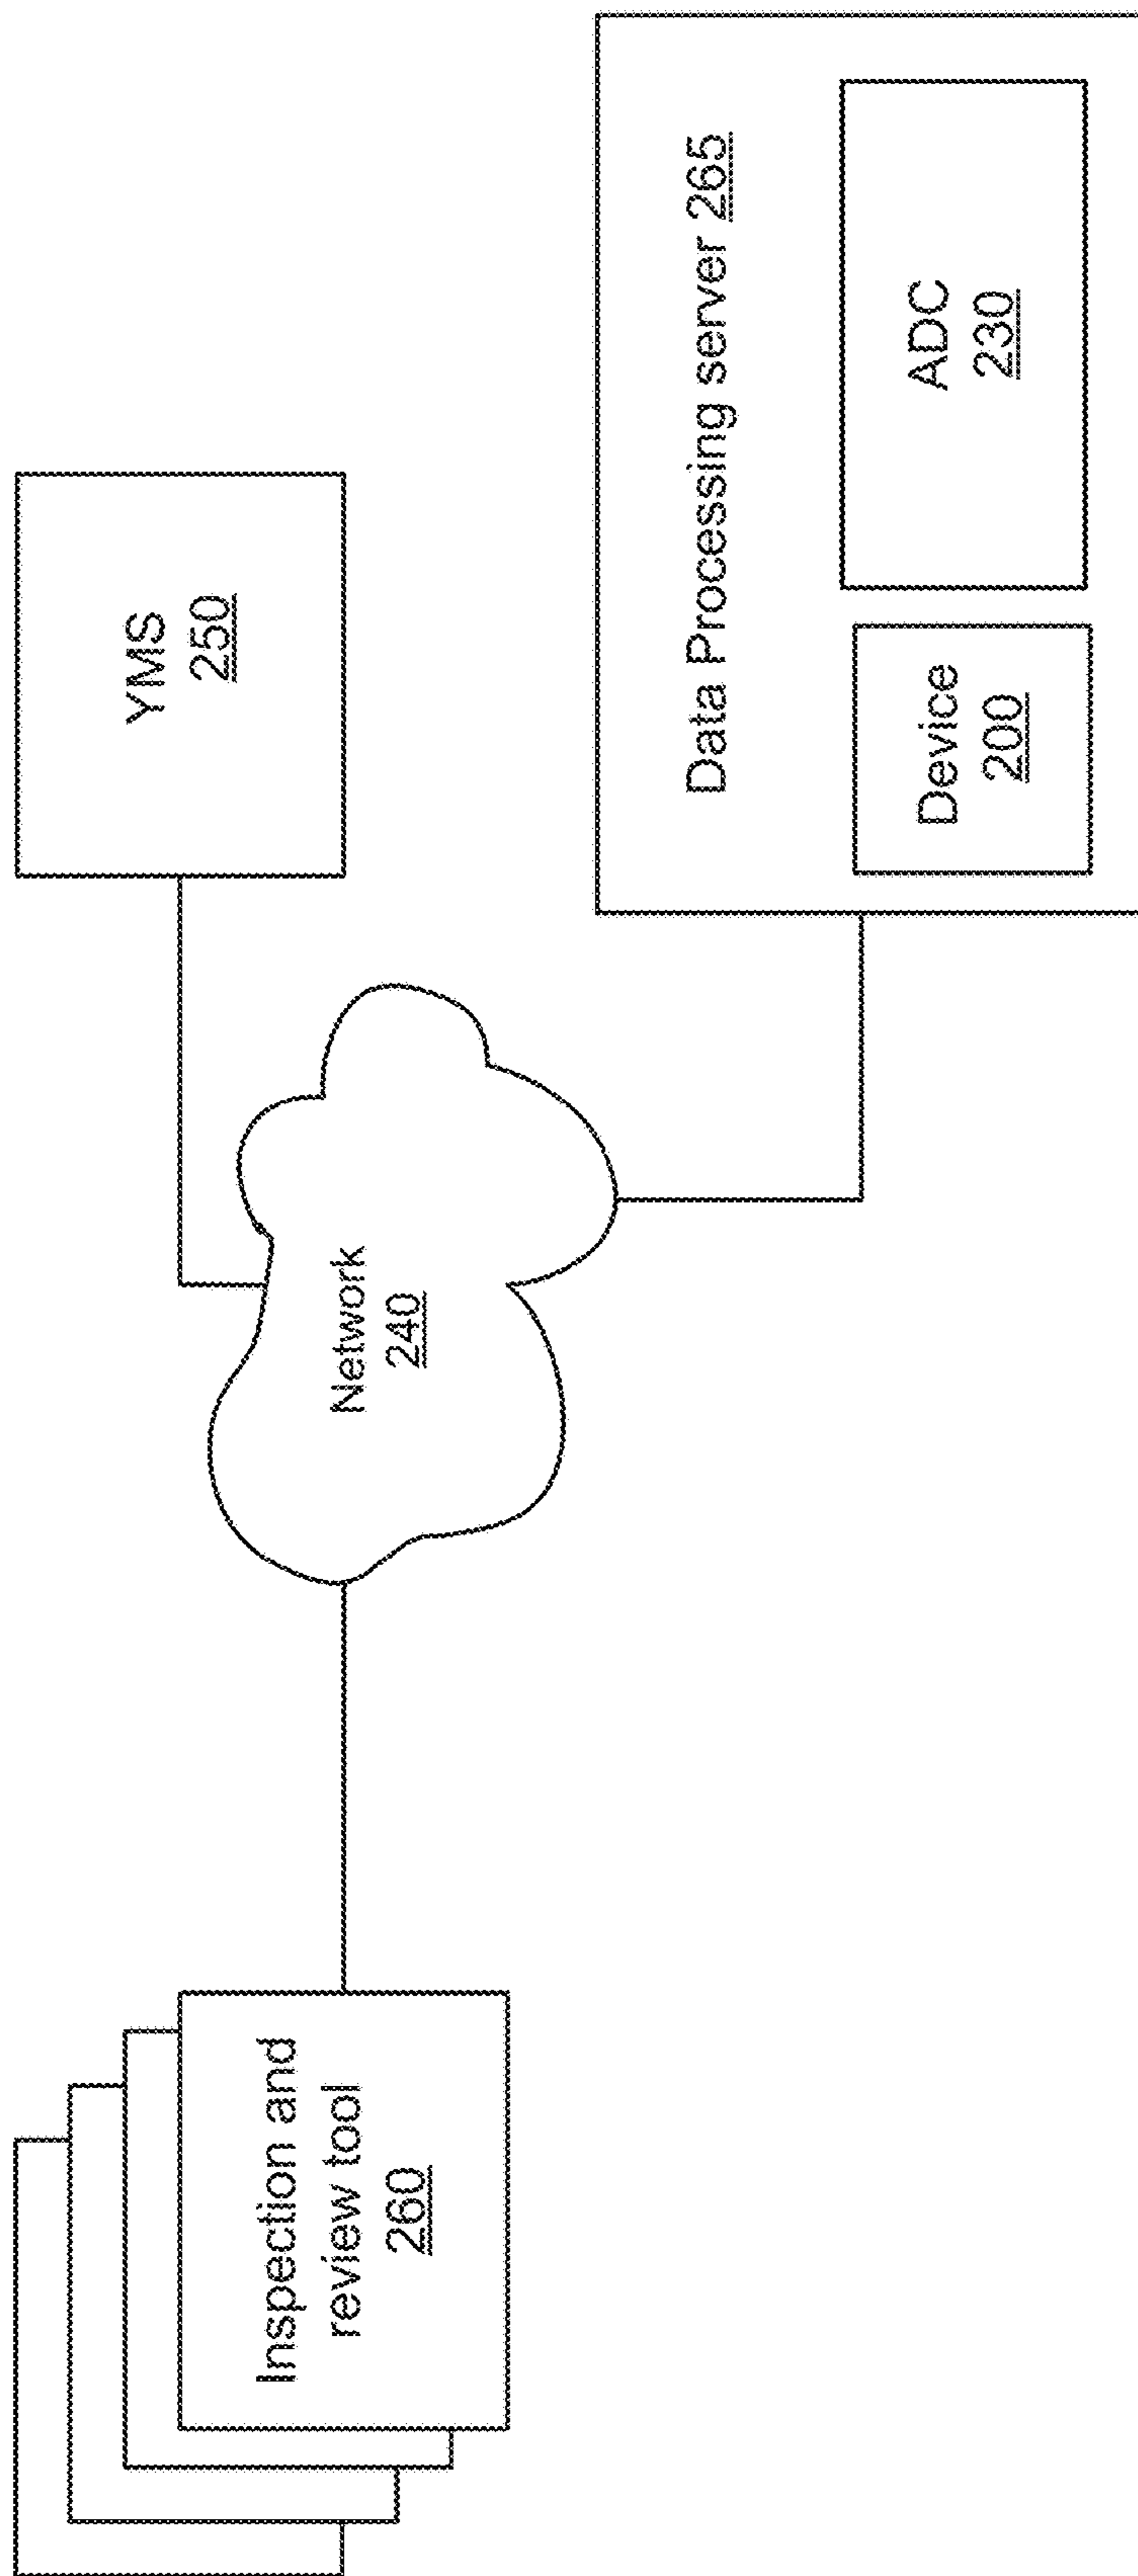 YMS
250
Network
240
Inspection and
review tool
260
Data Processing server 265
Device
200
ADC
230